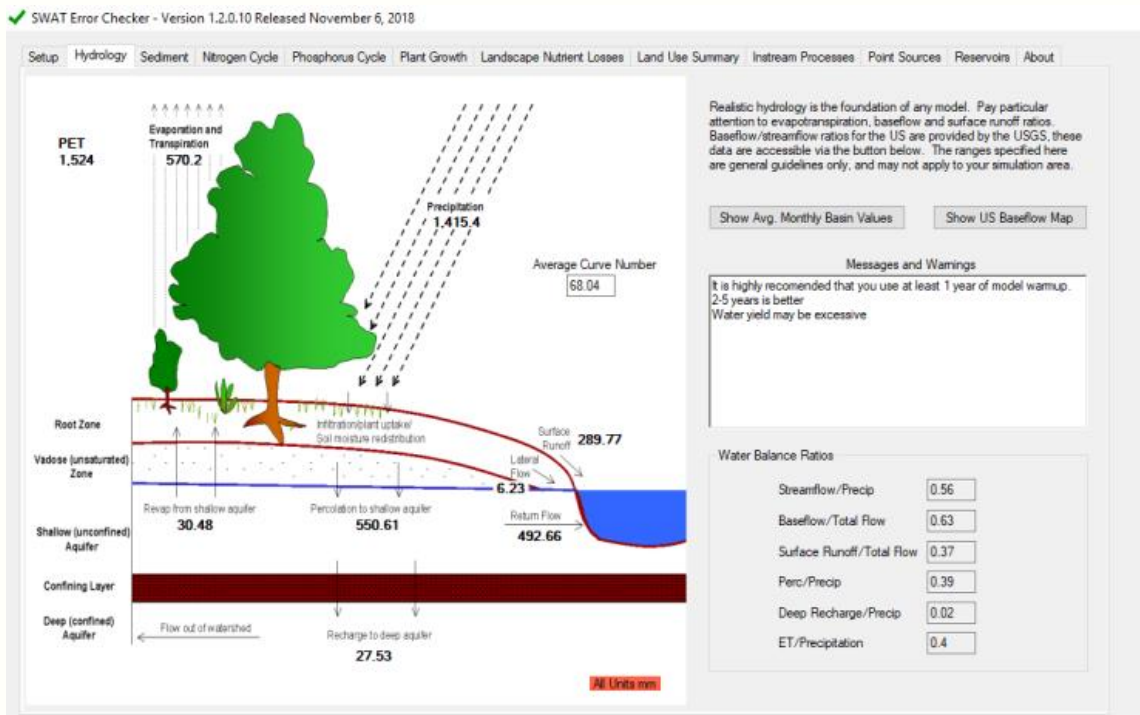 SWAT Error Checker - Version 1.2.0.10 Released November 6, 2018
Setup Hydrology Sediment Nitrogen Cycle Phosphorus Cycle Plant Growth Landscape Nutrient Losses Land Use Summary Instream Processes Point Sources Reservoirs About
PET
1,524
Evaporation and
Transpiration
570.2
Precipitation
1,415.4
Average Curve Number
68.04
Root Zone
Infiltration/plant uptake/
Soil moisture redistribution
Surface
Runoff
289.77
Vadose (unsaturated)
Zone
Lateral
Flow
6.23
Revap from shallow aquifer
30.48
Percolation to shallow aquifer
550.61
Return Flow
492.66
Shallow (unconfined)
Aquifer
Confining Layer
Deep (confined)
Aquifer
Flow out of watershed
Recharge to deep aquifer
27.53
All Units mm
Realistic hydrology is the foundation of any model. Pay particular
attention to evapotranspiration, baseflow and surface runoff ratios.
Baseflow/streamflow ratios for the US are provided by the USGS, these
data are accessible via the button below. The ranges specified here
are general guidelines only, and may not apply to your simulation area.
Show Avg. Monthly Basin Values
Show US Baseflow Map
Messages and Warnings
It is highly recomended that you use at least 1 year of model warmup.
2-5 years is better
Water yield may be excessive
Water Balance Ratios
Streamflow/Precip 0.56
Baseflow/Total Flow 0.63
Surface Runoff/Total Flow 0.37
Perc/Precip 0.39
Deep Recharge/Precip 0.02
ET/Precipitation 0.4